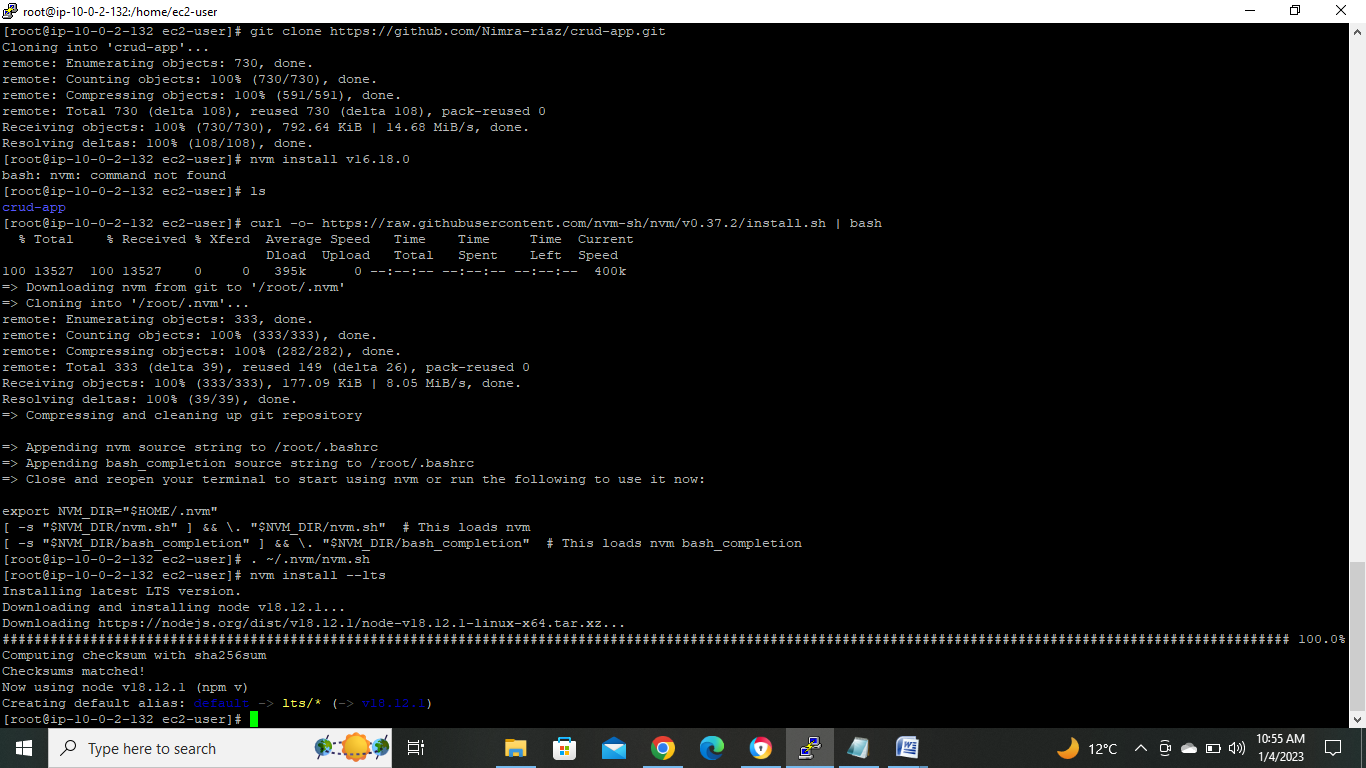 root@ip-10-0-2-132:/home/ec2-user
[root@ip-10-0-2-132 ec2-user]# git clone https://github.com/Nimra-riaz/crud-app.git
Cloning into 'crud-app'...
remote: Enumerating objects: 730, done.
remote: Counting objects: 100% (730/730), done.
remote: Compressing objects: 100% (591/591), done.
remote: Total 730 (delta 108), reused 730 (delta 108), pack-reused 0
Receiving objects: 100% (730/730), 792.64 KiB | 14.68 MiB/s, done.
Resolving deltas: 100% (108/108), done.
[root@ip-10-0-2-132 ec2-user]# nvm install v16.18.0
bash: nvm: command not found
[root@ip-10-0-2-132 ec2-user]# ls
crud-app
[root@ip-10-0-2-132 ec2-user]# curl -o- https://raw.githubusercontent.com/nvm-sh/nvm/v0.37.2/install.sh | bash
  % Total    % Received % Xferd  Average Speed   Time    Time     Time  Current
                                 Dload  Upload   Total   Spent    Left  Speed
100 13527  100 13527    0     0   395k      0 --:--:-- --:--:-- --:--:--  400k
=> Downloading nvm from git to '/root/.nvm'
=> Cloning into '/root/.nvm'...
remote: Enumerating objects: 333, done.
remote: Counting objects: 100% (333/333), done.
remote: Compressing objects: 100% (282/282), done.
remote: Total 333 (delta 39), reused 149 (delta 26), pack-reused 0
Receiving objects: 100% (333/333), 177.09 KiB | 8.05 MiB/s, done.
Resolving deltas: 100% (39/39), done.
=> Compressing and cleaning up git repository
=> Appending nvm source string to /root/.bashrc
=> Appending bash_completion source string to /root/.bashrc
=> Close and reopen your terminal to start using nvm or run the following to use it now:
export NVM_DIR="$HOME/.nvm"
[ -s "$NVM_DIR/nvm.sh" ] && \. "$NVM_DIR/nvm.sh"  # This loads nvm
[ -s "$NVM_DIR/bash_completion" ] && \. "$NVM_DIR/bash_completion"  # This loads nvm bash_completion
[root@ip-10-0-2-132 ec2-user]# . ~/.nvm/nvm.sh
[root@ip-10-0-2-132 ec2-user]# nvm install --lts
Installing latest LTS version.
Downloading and installing node v18.12.1...
Downloading https://nodejs.org/dist/v18.12.1/node-v18.12.1-linux-x64.tar.xz...
################################################################################################################################################################# 100.0%
Computing checksum with sha256sum
Checksums matched!
Now using node v18.12.1 (npm v)
Creating default alias: default -> lts/* (-> v18.12.1)
[root@ip-10-0-2-132 ec2-user]#
Type here to search
12°C
10:55 AM
1/4/2023